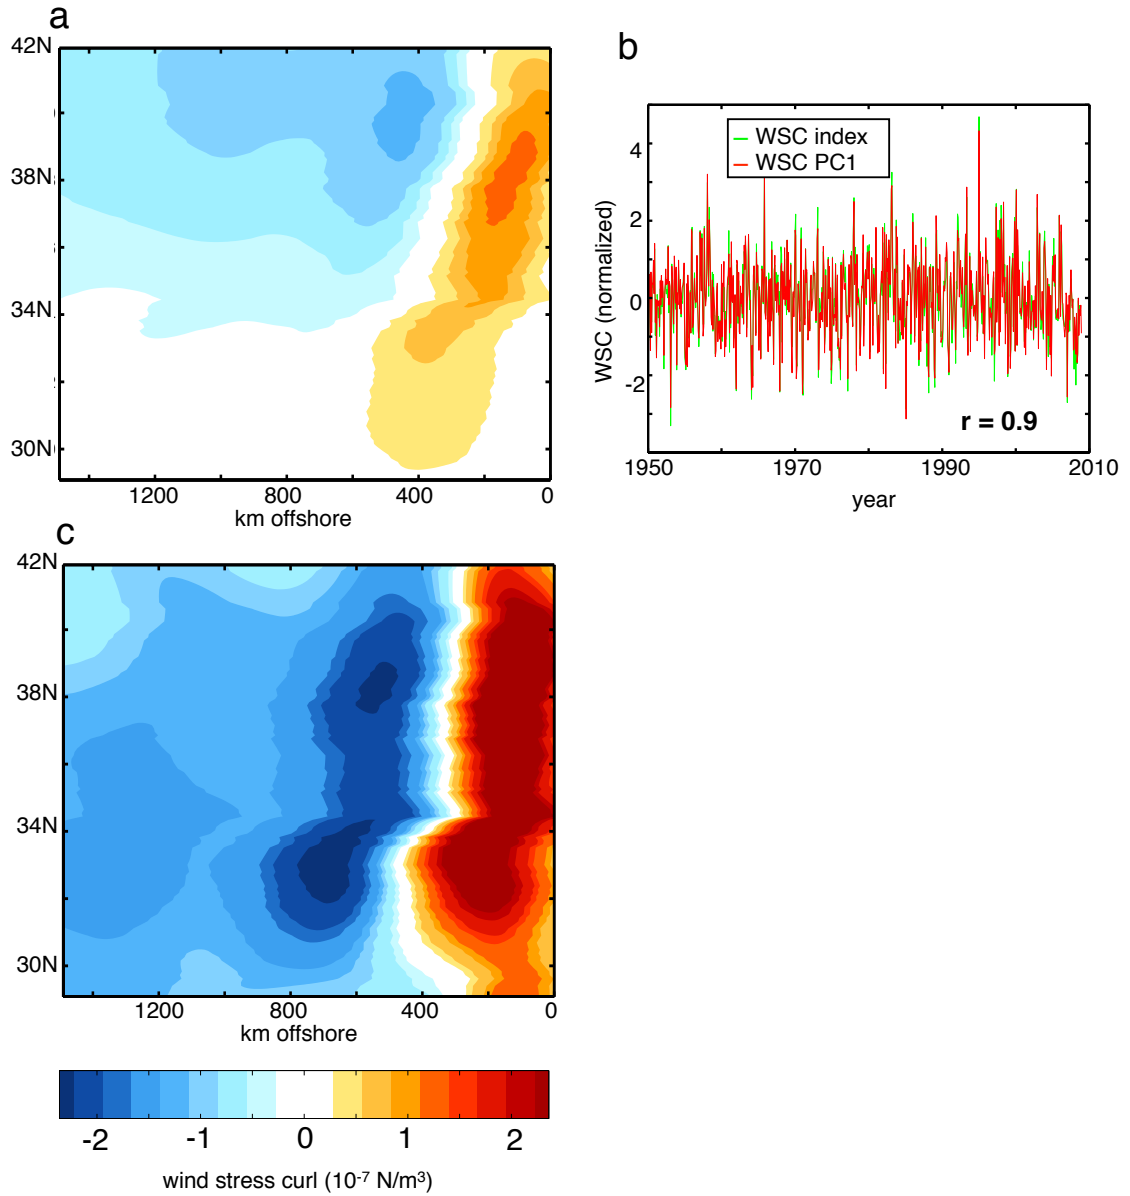 a
42N
38N
34N
30N
1200 800 400 0
km offshore
b
WSC index
WSC PC1
WSC (normalized)
4
2
0
-2
r = 0.9
1950 1970 1990 2010
year
c
42N
38N
34N
30N
1200 800 400 0
km offshore
-2 -1 0 1 2
wind stress curl (10⁻⁷ N/m³)